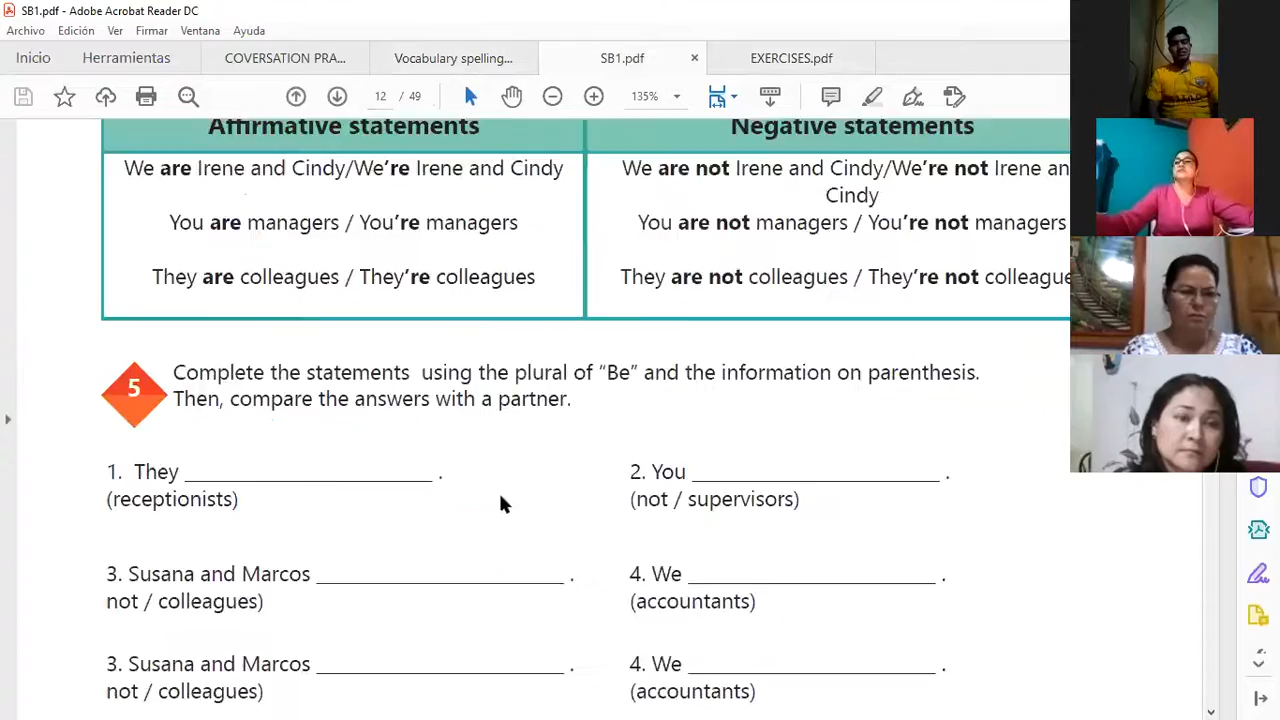 SB1.pdf - Adobe Acrobat Reader DC
Archivo Edición Ver Firmar Ventana Ayuda
Inicio Herramientas COVERSATION PRA... Vocabulary spelling... SB1.pdf × EXERCISES.pdf
12 / 49 135%
Affirmative statements
We are Irene and Cindy/We're Irene and Cindy
You are managers / You're managers
They are colleagues / They're colleagues
Negative statements
We are not Irene and Cindy/We're not Irene an
Cindy
You are not managers / You're not managers
They are not colleagues / They're not colleague
5
Complete the statements using the plural of “Be” and the information on parenthesis.
Then, compare the answers with a partner.
1. They ______________________ .
(receptionists)
2. You ______________________ .
(not / supervisors)
3. Susana and Marcos ______________________ .
not / colleagues)
4. We ______________________ .
(accountants)
3. Susana and Marcos ______________________ .
not / colleagues)
4. We ______________________ .
(accountants)